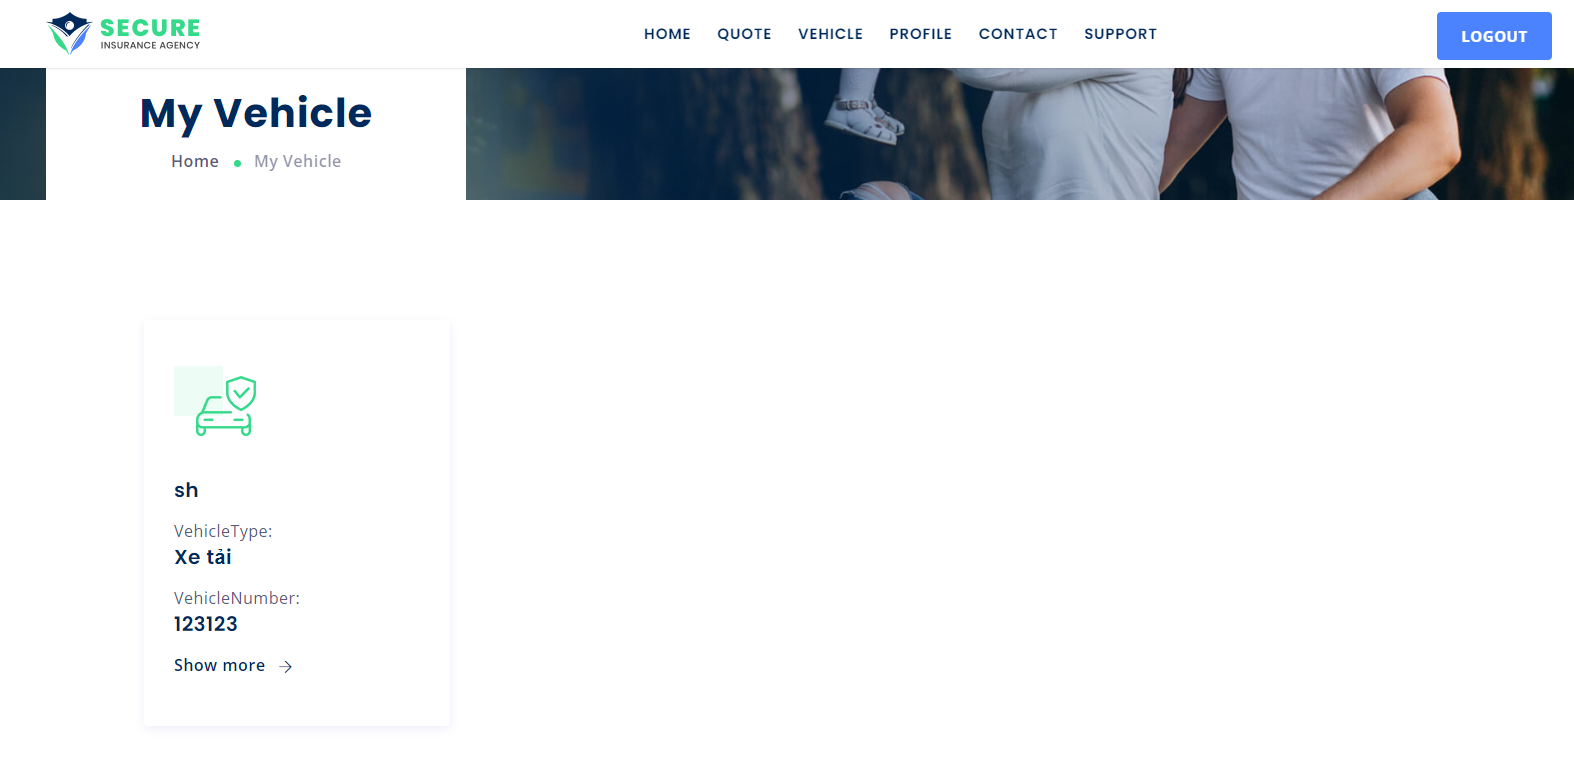 SECURE
INSURANCE AGENCY
HOME QUOTE VEHICLE PROFILE CONTACT SUPPORT
LOGOUT
My Vehicle
Home My Vehicle
sh
VehicleType:
Xe tải
VehicleNumber:
123123
Show more